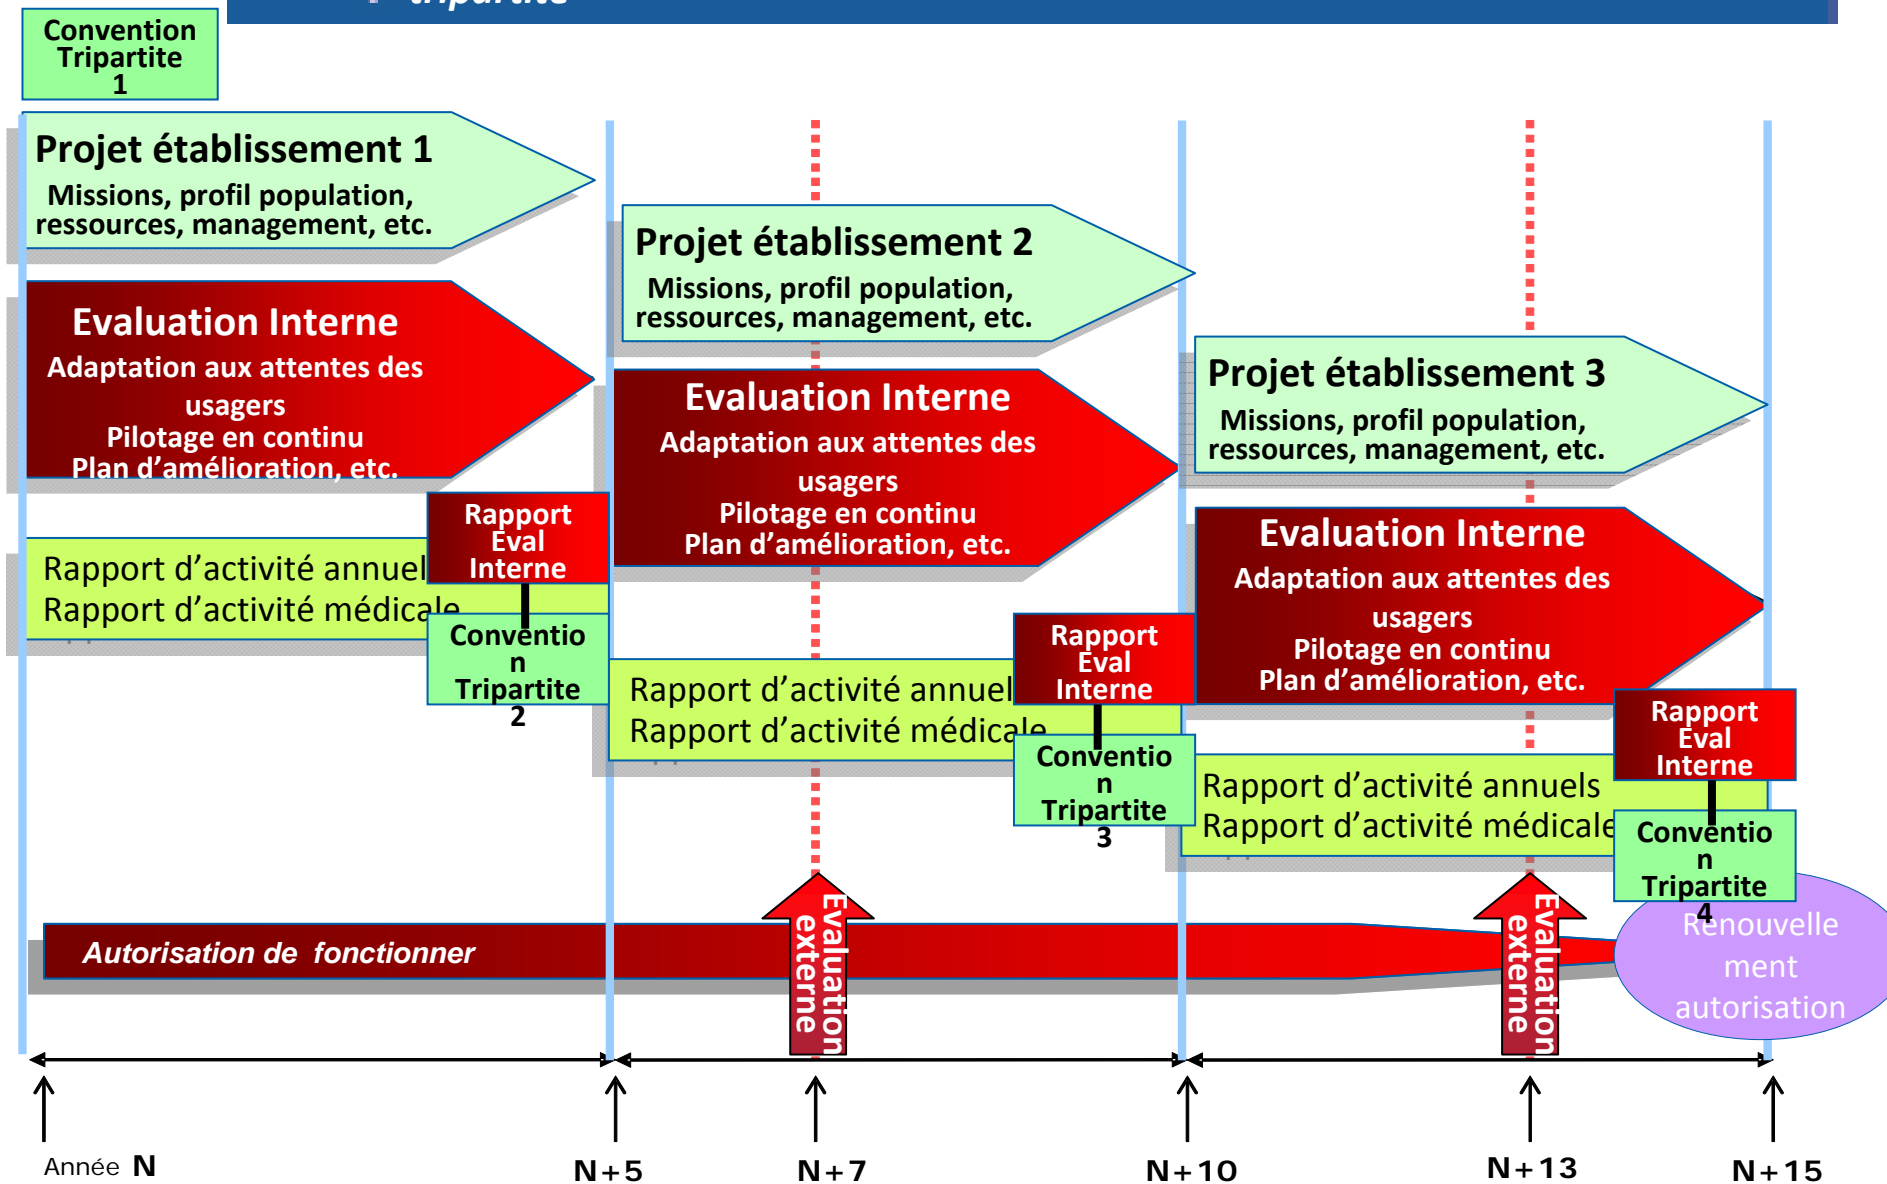 tripartite
Convention
Tripartite
1
Projet établissement 1
Missions, profil population,
ressources, management, etc.
Evaluation Interne
Adaptation aux attentes des
usagers
Pilotage en continu
Plan d’amélioration, etc.
Rapport
Eval
Interne
Rapport d’activité annuel
Rapport d’activité médicale
Conventio
n
Tripartite
2
Projet établissement 2
Missions, profil population,
ressources, management, etc.
Evaluation Interne
Adaptation aux attentes des
usagers
Pilotage en continu
Plan d’amélioration, etc.
Rapport
Eval
Interne
Rapport d’activité annuel
Rapport d’activité médicale
Conventio
n
Tripartite
3
Projet établissement 3
Missions, profil population,
ressources, management, etc.
Evaluation Interne
Adaptation aux attentes des
usagers
Pilotage en continu
Plan d’amélioration, etc.
Rapport
Eval
Interne
Rapport d’activité annuels
Rapport d’activité médicale
Conventio
n
Tripartite
4
Autorisation de fonctionner
Evaluation
externe
Evaluation
externe
Renouvelle
ment
autorisation
Année N
N+5
N+7
N+10
N+13
N+15